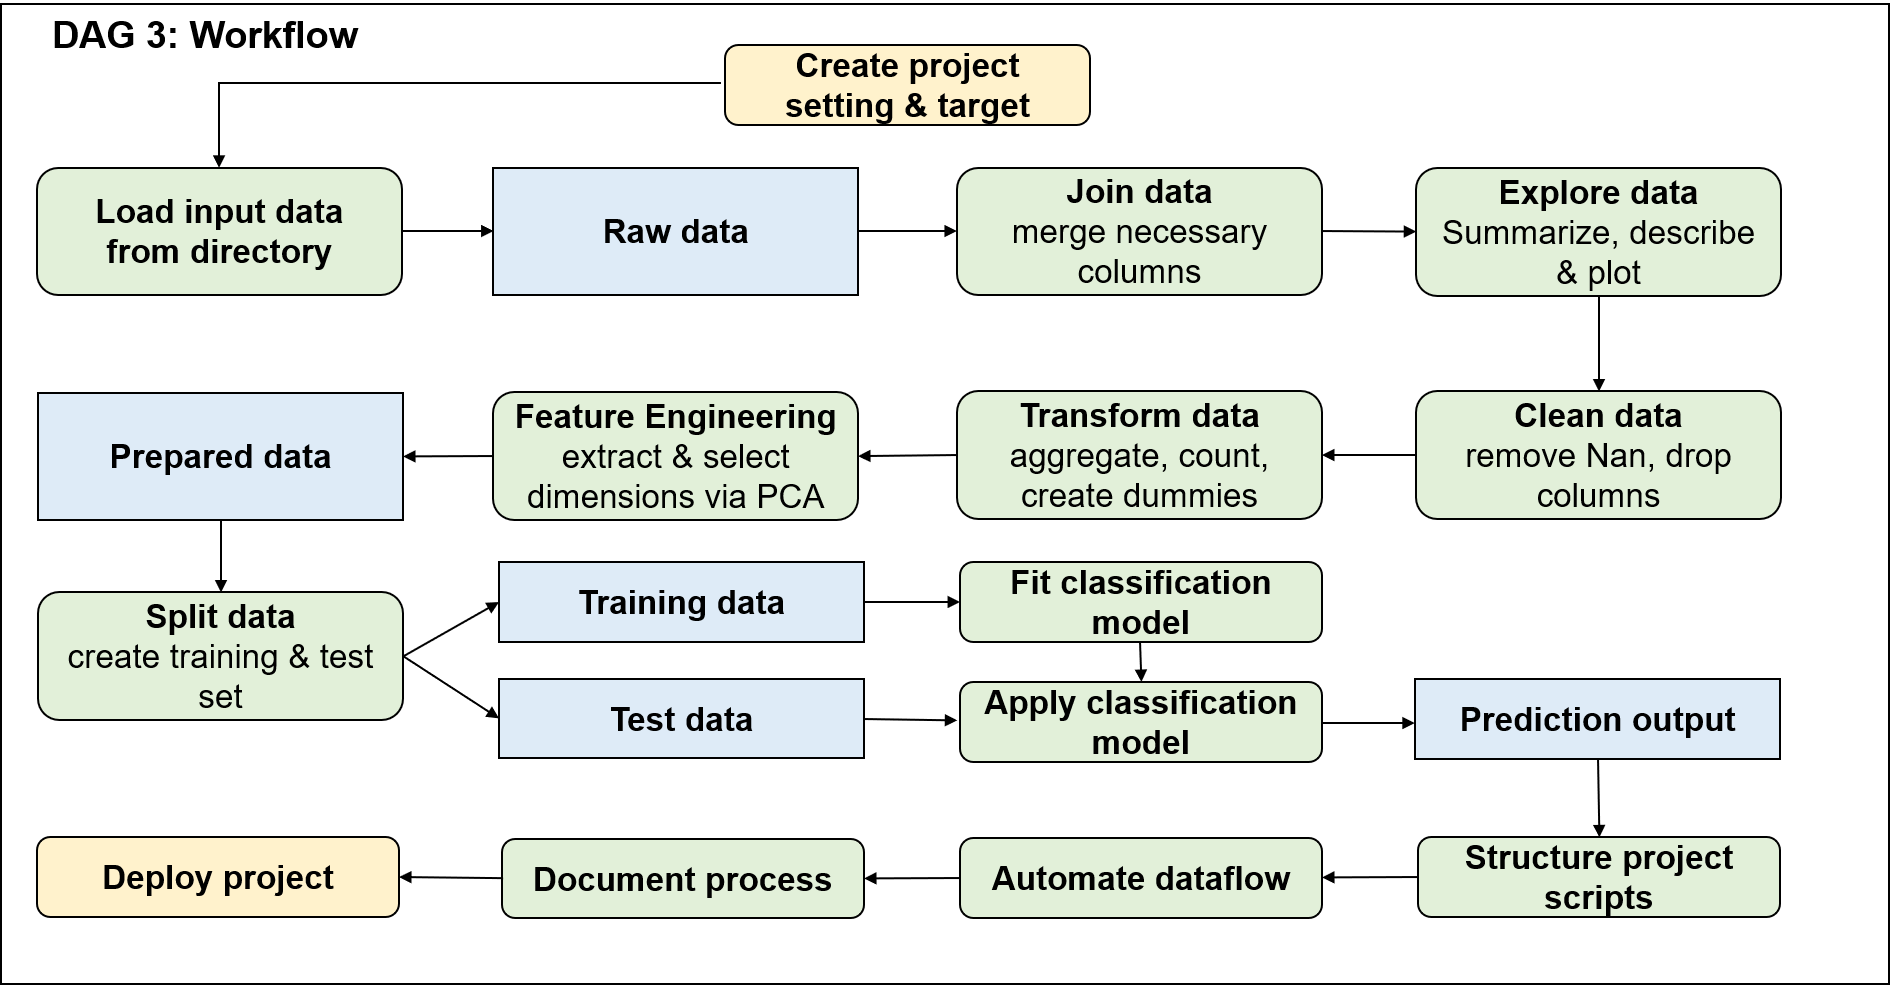 DAG 3: Workflow
Create project
setting & target
Load input data
from directory
Raw data
Join data
merge necessary
columns
Explore data
Summarize, describe
& plot
Prepared data
Feature Engineering
extract & select
dimensions via PCA
Transform data
aggregate, count,
create dummies
Clean data
remove Nan, drop
columns
Split data
create training & test
set
Training data
Fit classification
model
Test data
Apply classification
model
Prediction output
Deploy project
Document process
Automate dataflow
Structure project
scripts